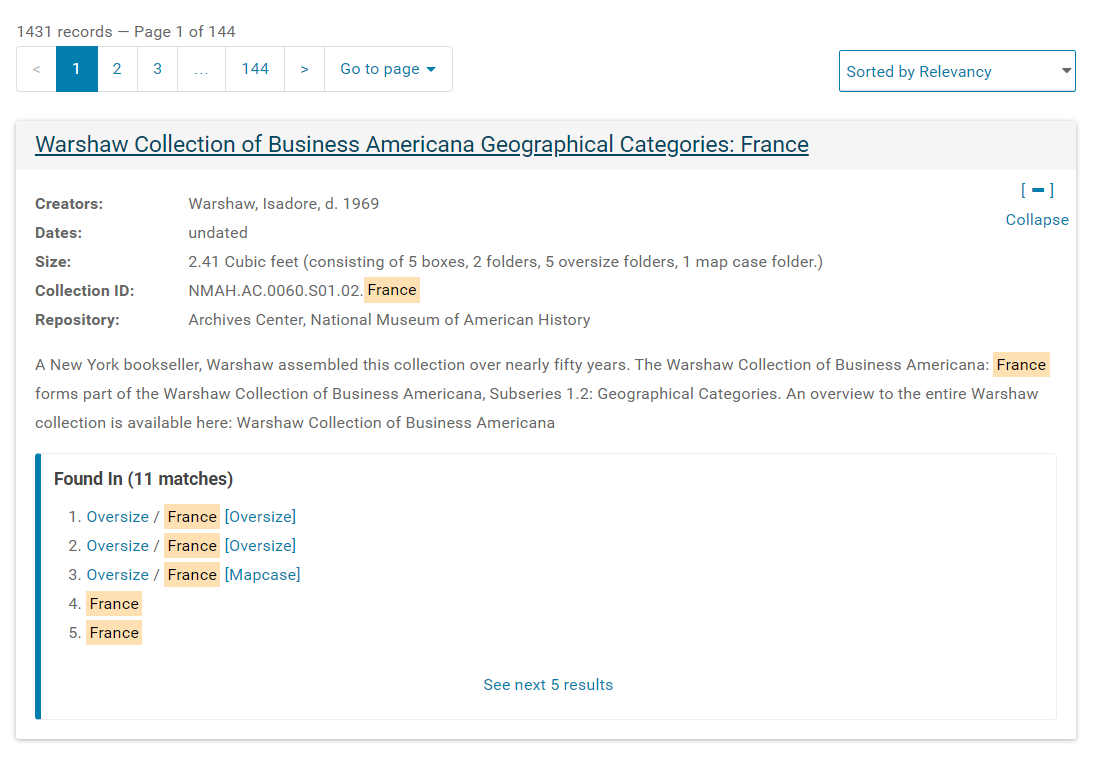 1431 records — Page 1 of 144
< 1 2 3 ... 144 > Go to page
Sorted by Relevancy
Warshaw Collection of Business Americana Geographical Categories: France
[ – ]
Collapse
Creators: Warshaw, Isadore, d. 1969
Dates: undated
Size: 2.41 Cubic feet (consisting of 5 boxes, 2 folders, 5 oversize folders, 1 map case folder.)
Collection ID: NMAH.AC.0060.S01.02.France
Repository: Archives Center, National Museum of American History
A New York bookseller, Warshaw assembled this collection over nearly fifty years. The Warshaw Collection of Business Americana: France
forms part of the Warshaw Collection of Business Americana, Subseries 1.2: Geographical Categories. An overview to the entire Warshaw
collection is available here: Warshaw Collection of Business Americana
Found In (11 matches)
1. Oversize / France [Oversize]
2. Oversize / France [Oversize]
3. Oversize / France [Mapcase]
4. France
5. France
See next 5 results